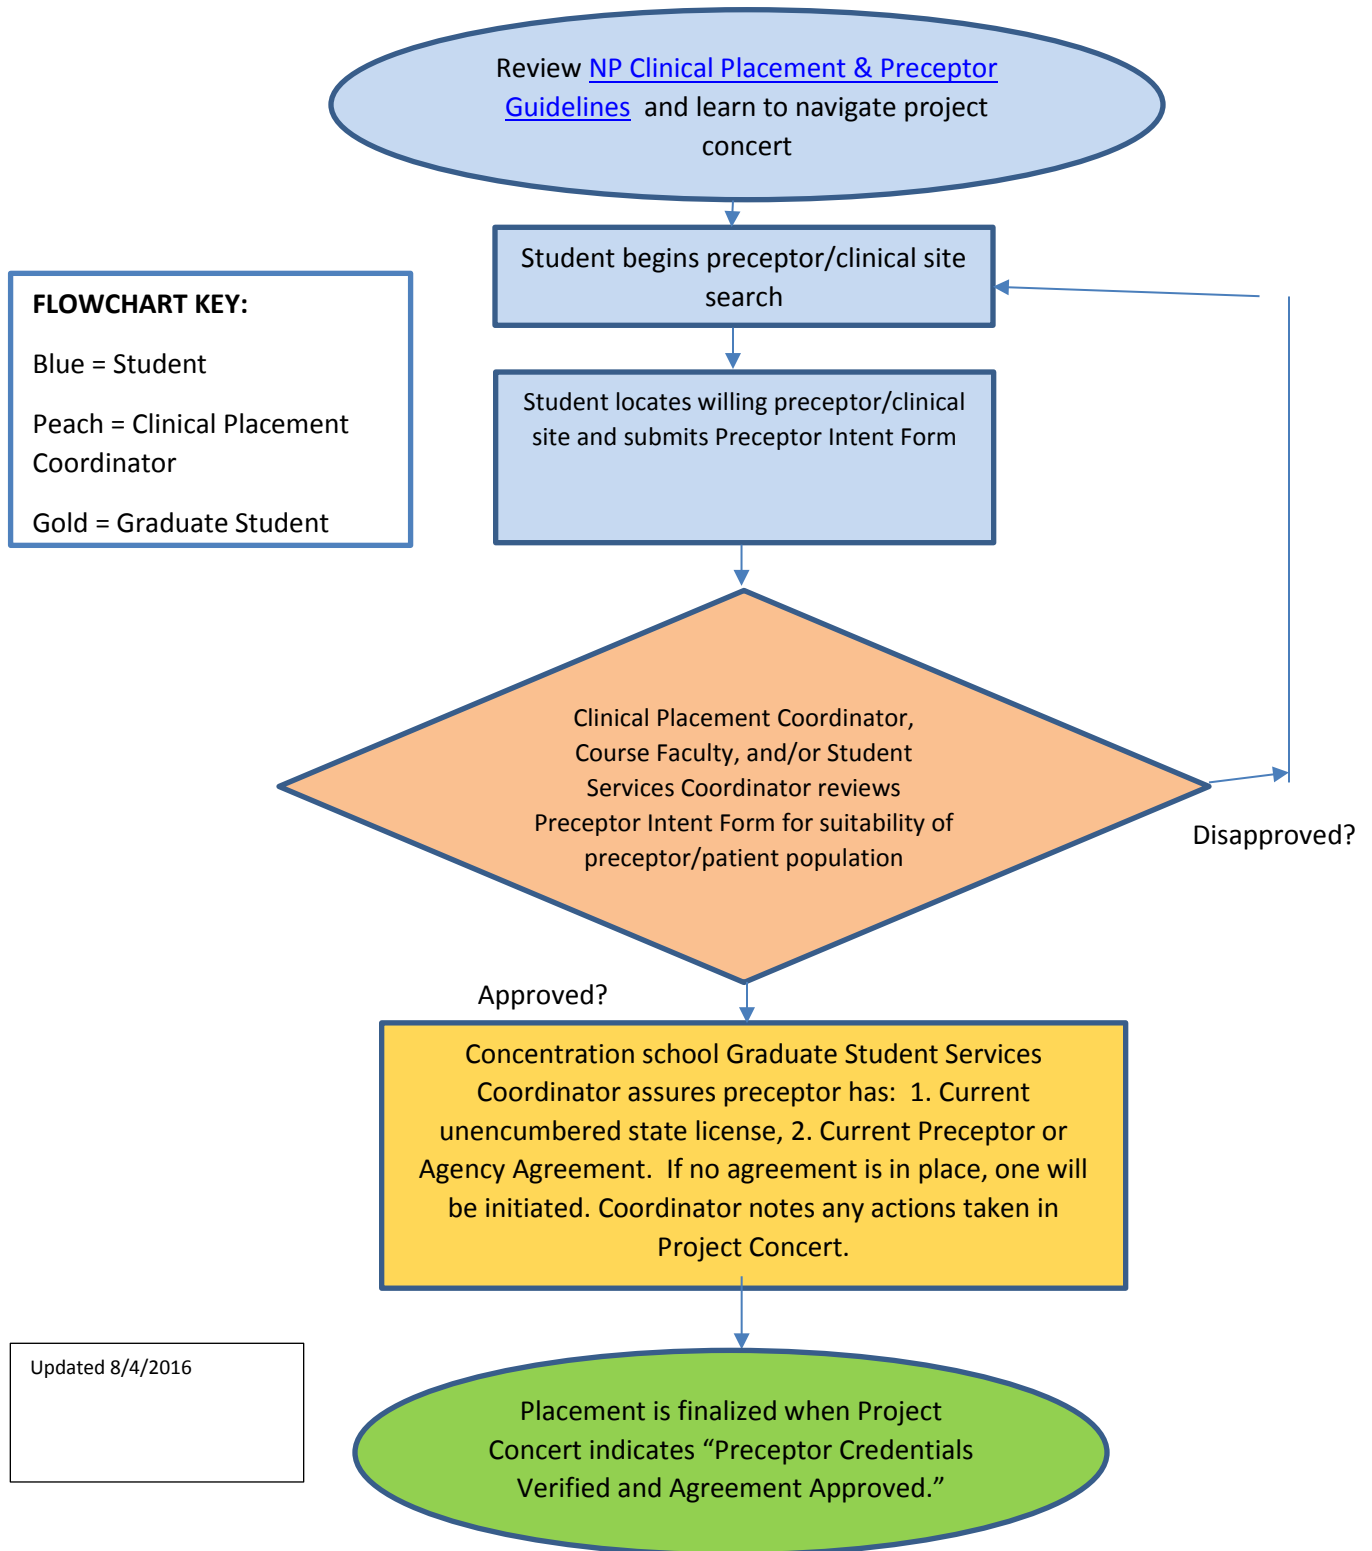 Review NP Clinical Placement & Preceptor
Guidelines and learn to navigate project
concert
Student begins preceptor/clinical site
search
FLOWCHART KEY:
Blue = Student
Peach = Clinical Placement
Coordinator
Gold = Graduate Student
Student locates willing preceptor/clinical
site and submits Preceptor Intent Form
Clinical Placement Coordinator,
Course Faculty, and/or Student
Services Coordinator reviews
Preceptor Intent Form for suitability of
preceptor/patient population
Disapproved?
Approved?
Concentration school Graduate Student Services
Coordinator assures preceptor has: 1. Current
unencumbered state license, 2. Current Preceptor or
Agency Agreement. If no agreement is in place, one will
be initiated. Coordinator notes any actions taken in
Project Concert.
Updated 8/4/2016
Placement is finalized when Project
Concert indicates “Preceptor Credentials
Verified and Agreement Approved.”